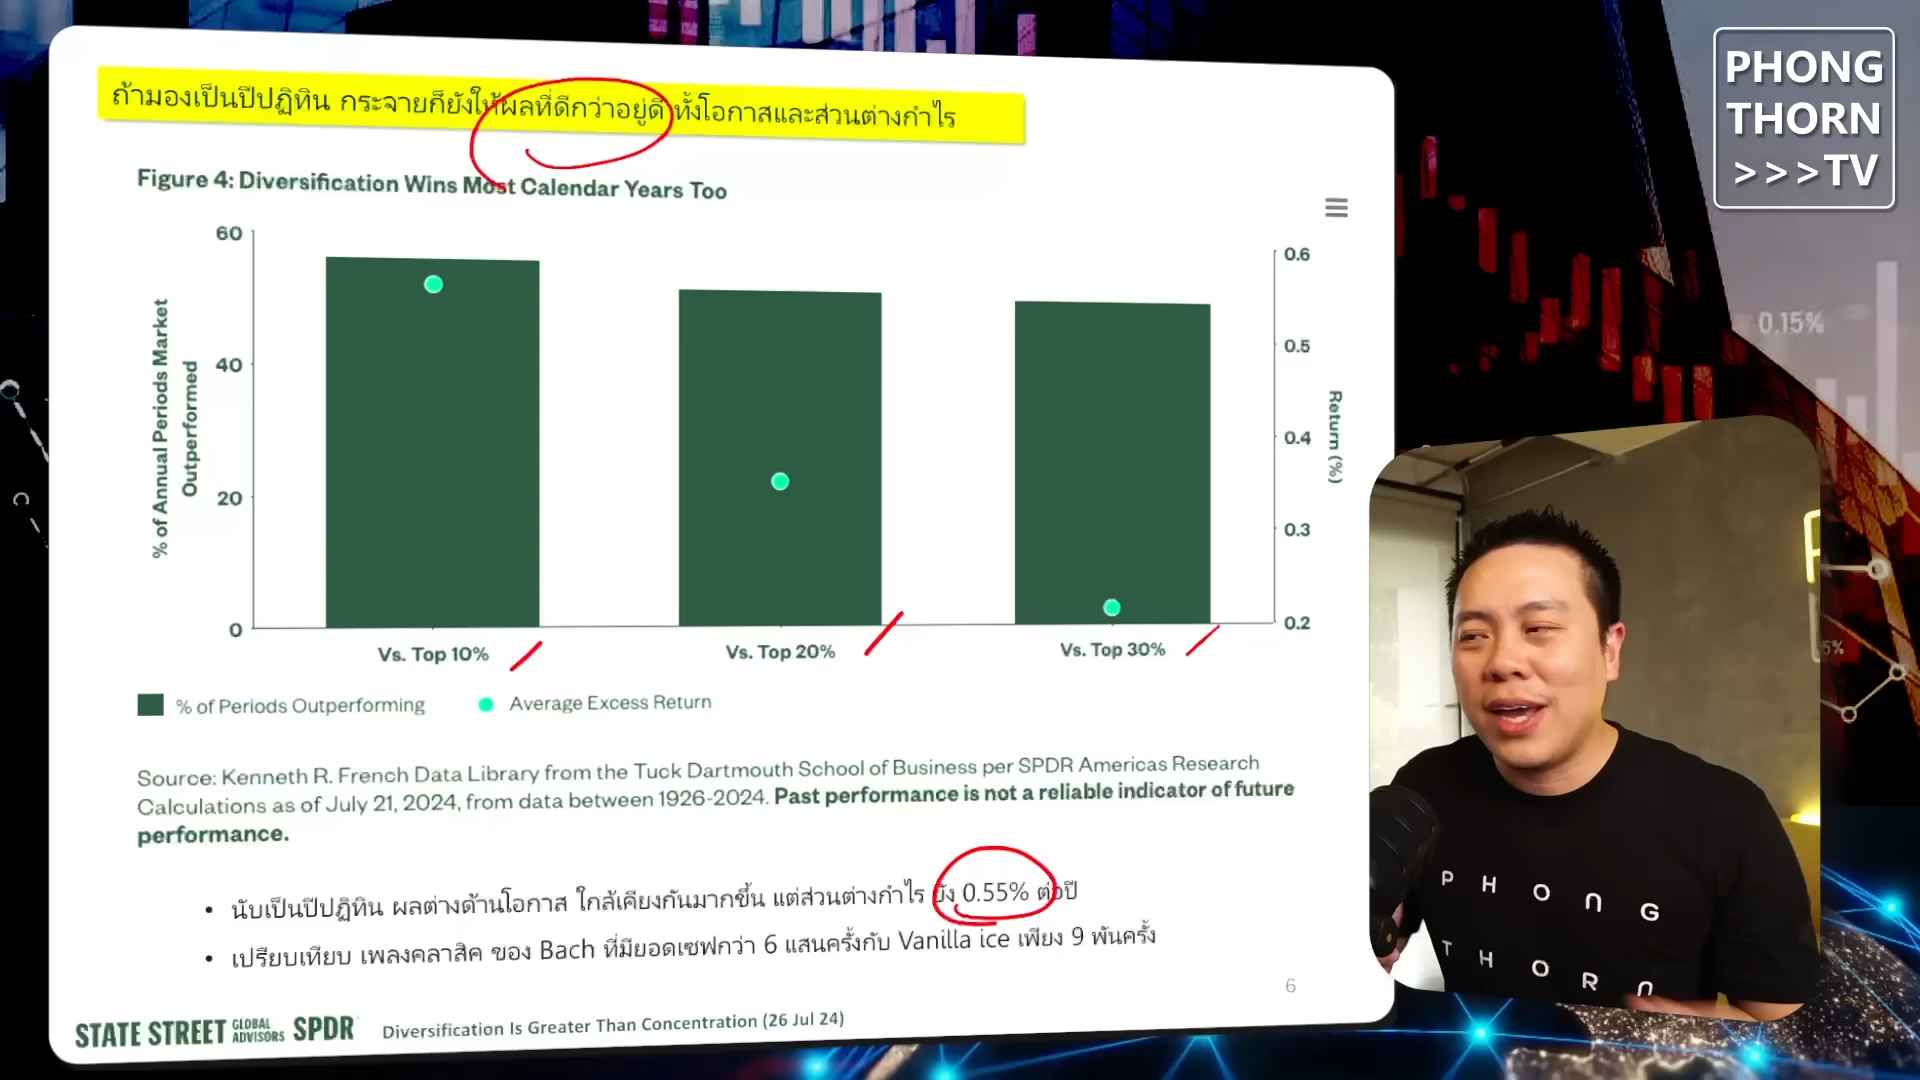 ถ้ามองเป็นปีปฏิทิน กระจายก็ยังให้ผลที่ดีกว่าอยู่ดี ทั้งโอกาสและส่วนต่างกำไร
PHONG
THORN
>>>TV
Figure 4: Diversification Wins Most Calendar Years Too
60
40
20
0
% of Annual Periods Market
Outperformed
0.6
0.5
0.4
0.3
0.2
Return (%)
Vs. Top 10%
Vs. Top 20%
Vs. Top 30%
% of Periods Outperforming
Average Excess Return
Source: Kenneth R. French Data Library from the Tuck Dartmouth School of Business per SPDR Americas Research
Calculations as of July 21, 2024, from data between 1926-2024. Past performance is not a reliable indicator of future
performance.
• นับเป็นปีปฏิทิน ผลต่างด้านโอกาส ใกล้เคียงกันมากขึ้น แต่ส่วนต่างกำไร ยัง 0.55% ต่อปี
• เปรียบเทียบ เพลงคลาสิค ของ Bach ที่มียอดเซฟกว่า 6 แสนครั้งกับ Vanilla ice เพียง 9 พันครั้ง
6
STATE STREET GLOBAL ADVISORS SPDR
Diversification Is Greater Than Concentration (26 Jul 24)
0.15%
PHONG
THORN